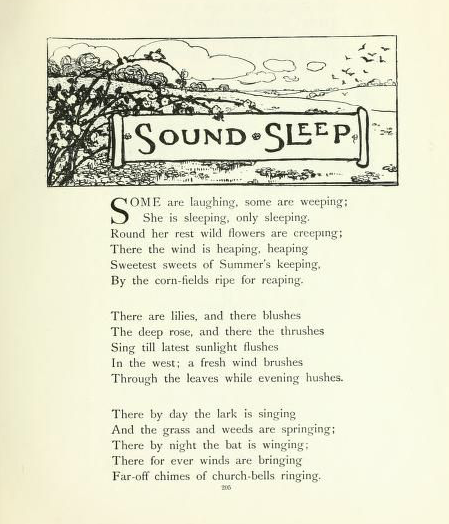 SOUND SLEEP
SOME are laughing, some are weeping;
She is sleeping, only sleeping.
Round her rest wild flowers are creeping;
There the wind is heaping, heaping
Sweetest sweets of Summer's keeping,
By the corn-fields ripe for reaping.
There are lilies, and there blushes
The deep rose, and there the thrushes
Sing till latest sunlight flushes
In the west; a fresh wind brushes
Through the leaves while evening hushes.
There by day the lark is singing
And the grass and weeds are springing;
There by night the bat is winging;
There for ever winds are bringing
Far-off chimes of church-bells ringing.
205